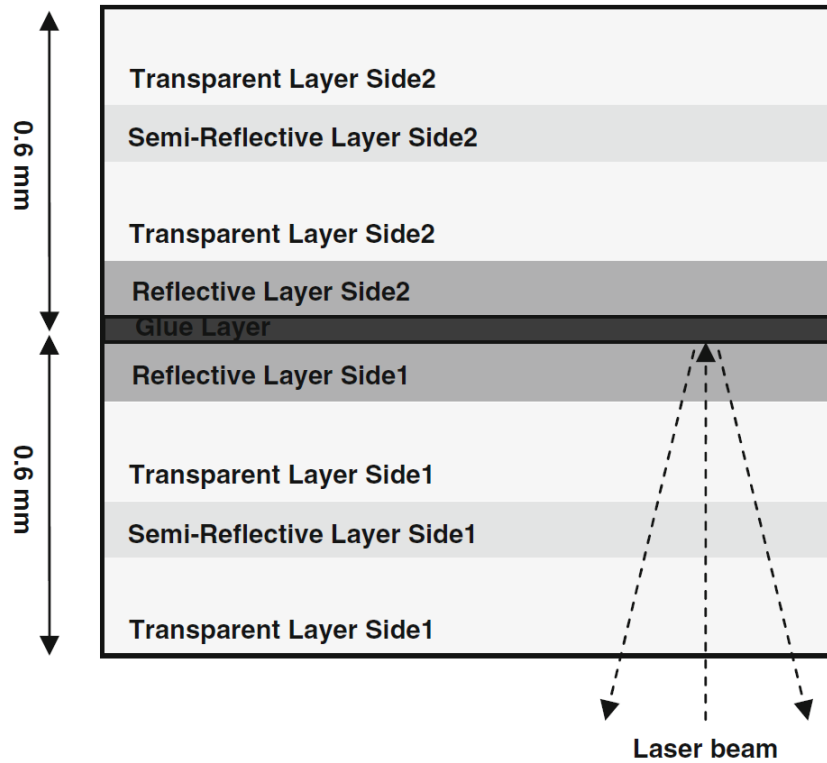 Transparent Layer Side2
Semi-Reflective Layer Side2
0.6 mm
Transparent Layer Side2
Reflective Layer Side2
Glue Layer
Reflective Layer Side1
0.6 mm
Transparent Layer Side1
Semi-Reflective Layer Side1
Transparent Layer Side1
Laser beam